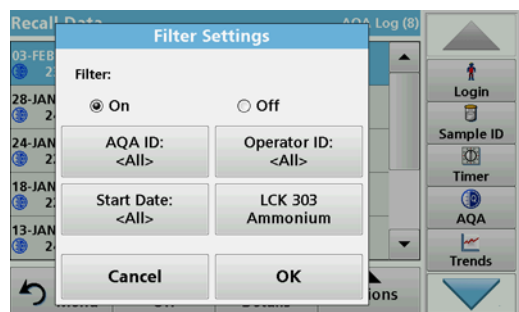 Recall Data
AQA Log (8)
Filter Settings
03-FEB
Filter:
On
Off
28-JAN
24-JAN
AQA ID:
<All>
Operator ID:
<All>
18-JAN
Start Date:
<All>
LCK 303
Ammonium
13-JAN
Cancel
OK
Login
Sample ID
Timer
AQA
Trends